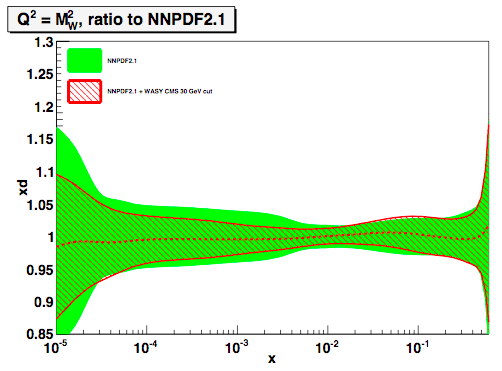 Q² = M²_W, ratio to NNPDF2.1
NNPDF2.1
NNPDF2.1 + WASY CMS 30 GeV cut
1.3
1.25
1.2
1.15
1.1
1.05
1
0.95
0.9
0.85
xd
10⁻⁵ 10⁻⁴ 10⁻³ 10⁻² 10⁻¹
x